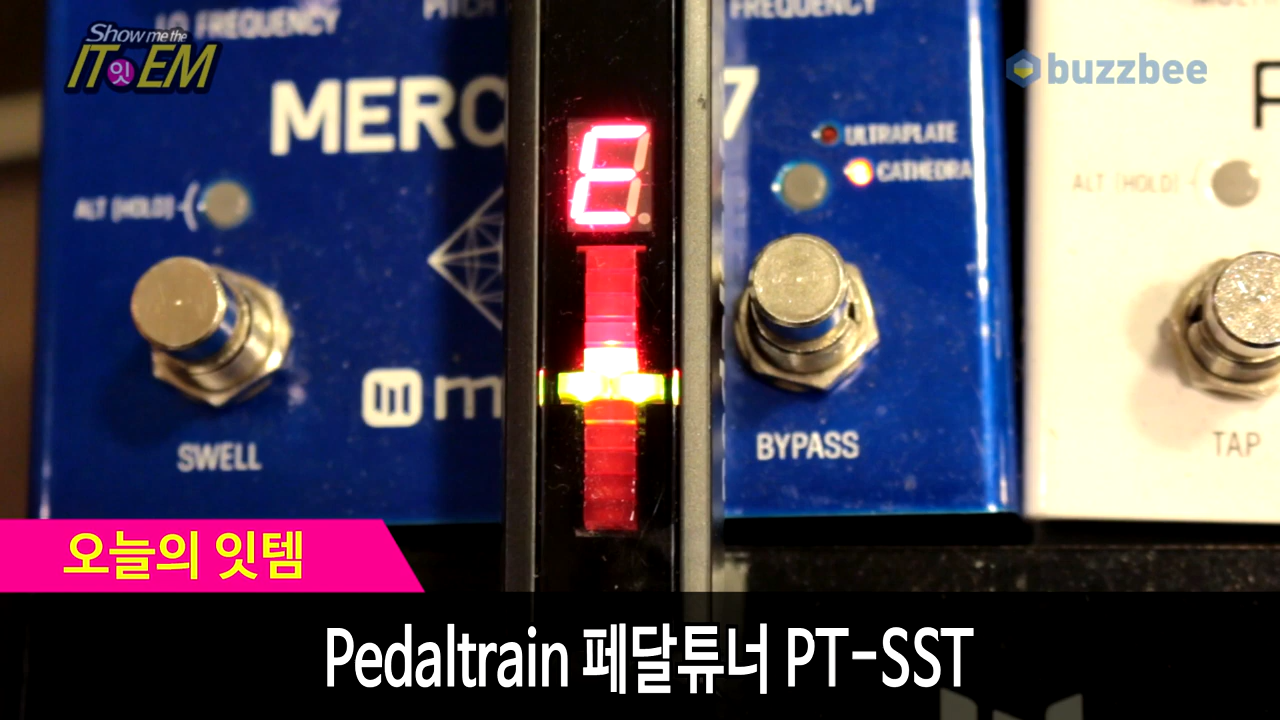 LO FREQUENCY
PITCH
FREQUENCY
Show me the
IT잇EM
buzzbee
MERC
7
E
ULTRAPLATE
CATHEDRA
ALT (HOLD)
ALT (HOLD)
m
SWELL
BYPASS
TAP
오늘의 잇템
Pedaltrain 페달튜너 PT-SST